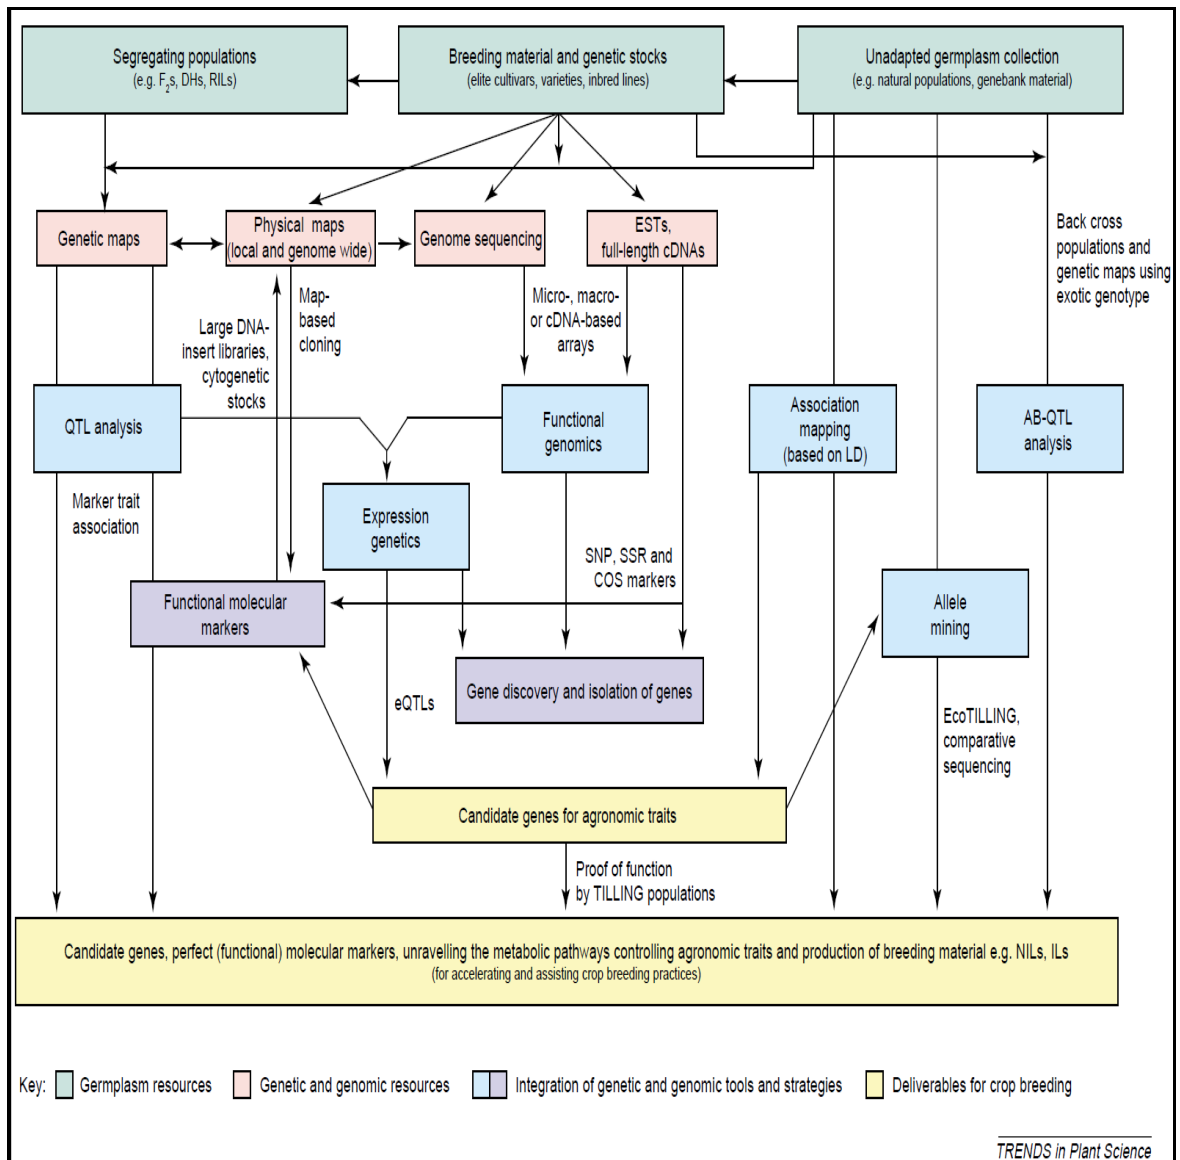 Segregating populations
(e.g. F2s, DHs, RILs)
Breeding material and genetic stocks
(elite cultivars, varieties, inbred lines)
Unadapted germplasm collection
(e.g. natural populations, genebank material)
Genetic maps
Physical maps
(local and genome wide)
Genome sequencing
ESTs,
full-length cDNAs
Back cross
populations and
genetic maps using
exotic genotype
Large DNA-
insert libraries,
cytogenetic
stocks
Map-
based
cloning
Micro-, macro-
or cDNA-based
arrays
QTL analysis
Functional
genomics
Association
mapping
(based on LD)
AB-QTL
analysis
Marker trait
association
Expression
genetics
SNP, SSR and
COS markers
Functional molecular
markers
Allele
mining
Gene discovery and isolation of genes
eQTLs
EcoTILLING,
comparative
sequencing
Candidate genes for agronomic traits
Proof of function
by TILLING populations
Candidate genes, perfect (functional) molecular markers, unravelling the metabolic pathways controlling agronomic traits and production of breeding material e.g. NILs, ILs
(for accelerating and assisting crop breeding practices)
Key:
Germplasm resources
Genetic and genomic resources
Integration of genetic and genomic tools and strategies
Deliverables for crop breeding
TRENDS in Plant Science